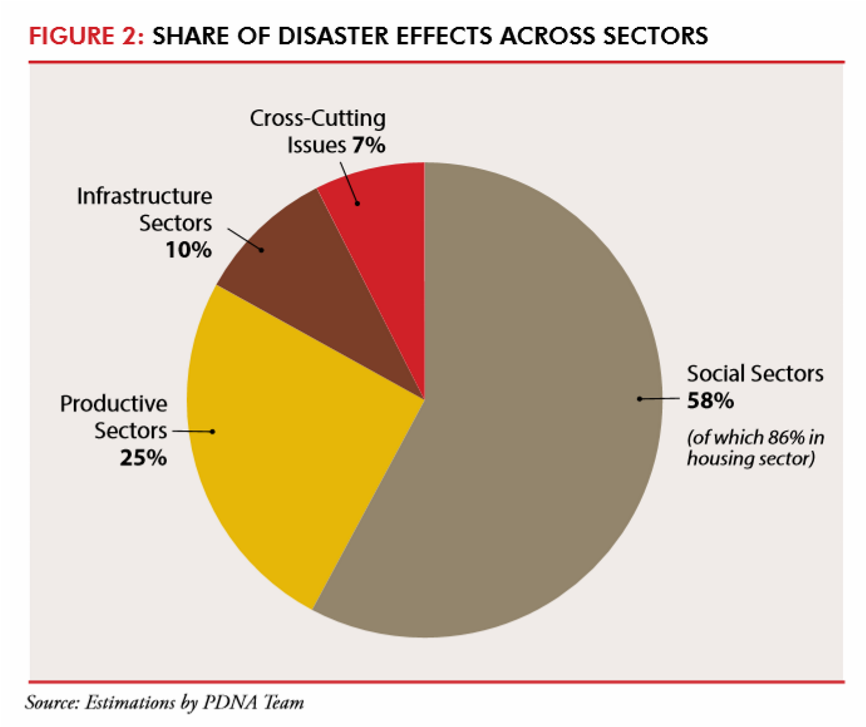 FIGURE 2: SHARE OF DISASTER EFFECTS ACROSS SECTORS
Cross-Cutting
Issues 7%
Infrastructure
Sectors
10%
Productive
Sectors
25%
Social Sectors
58%
(of which 86% in
housing sector)
Source: Estimations by PDNA Team